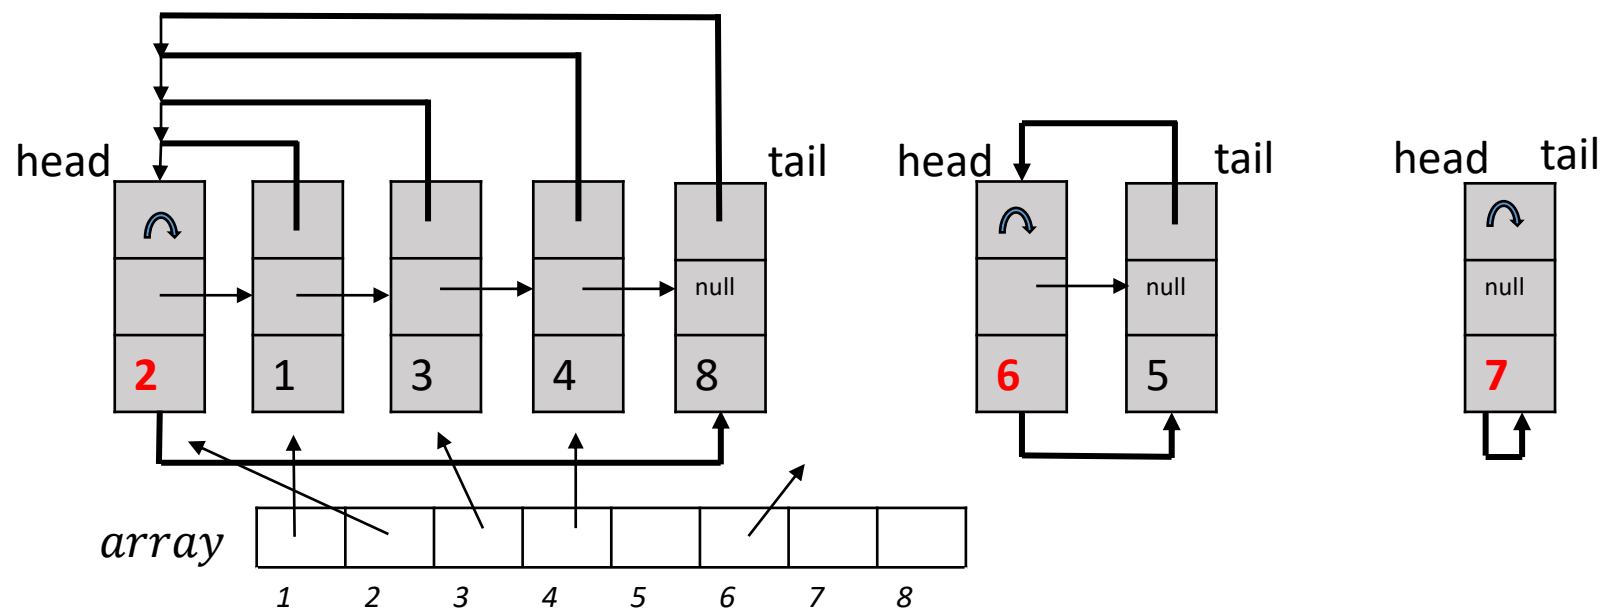 head tail head tail head tail
null null null
2 1 3 4 8 6 5 7
array
1 2 3 4 5 6 7 8